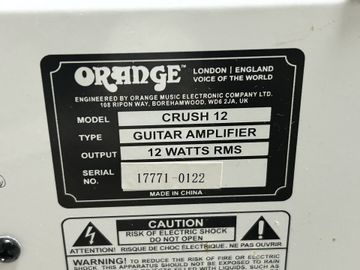 ORANGE™ LONDON | ENGLAND
VOICE OF THE WORLD
ENGINEERED BY ORANGE MUSIC ELECTRONIC COMPANY LTD.
108 RIPON WAY, BOREHAMWOOD, WD6 2JA, UK
MODEL CRUSH 12
TYPE GUITAR AMPLIFIER
OUTPUT 12 WATTS RMS
SERIAL NO. 17771-0122
MADE IN CHINA
CAUTION
RISK OF ELECTRIC SHOCK
DO NOT OPEN
ATTENTION: RISQUE DE CHOC ELECTRIQUE. NE PAS OUVRIR
WARNING: TO REDUCE THE RISK OF FIRE OR ELECTRIC
SHOCK, THIS APPARATUS SHOULD NOT BE EXPOSED TO RAIN